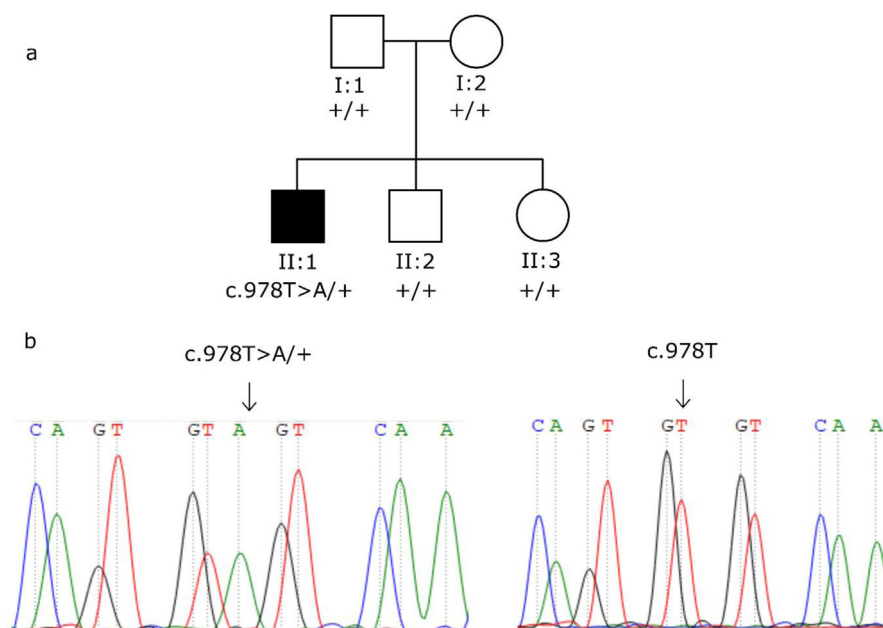 a
I:1 I:2
+/+ +/+
II:1 II:2 II:3
c.978T>A/+ +/+ +/+
b
c.978T>A/+ c.978T
C A G T G T A G T C A A C A G T G T G T C A A